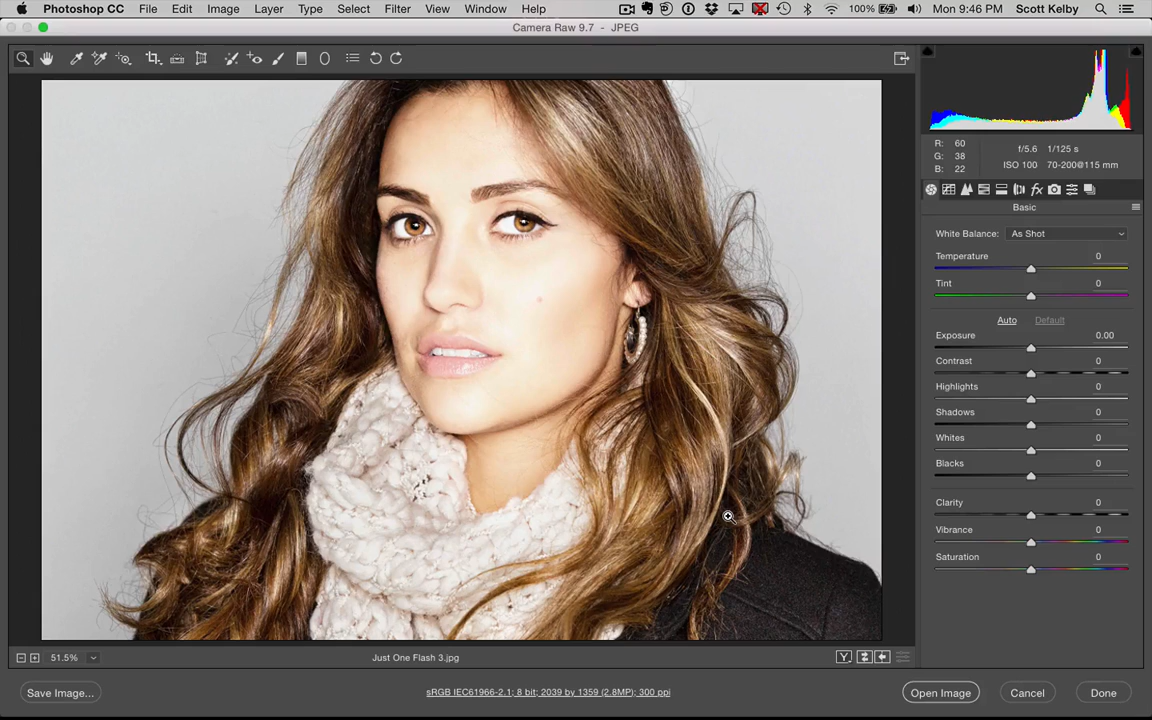 Photoshop CC File Edit Image Layer Type Select Filter View Window Help 100% Mon 9:46 PM Scott Kelby
Camera Raw 9.7 - JPEG
R: 60 f/5.6 1/125 s
G: 38
B: 22 ISO 100 70-200@115 mm
fx
Basic
White Balance: As Shot
Temperature 0
Tint 0
Auto Default
Exposure 0.00
Contrast 0
Highlights 0
Shadows 0
Whites 0
Blacks 0
Clarity 0
Vibrance 0
Saturation 0
51.5% Just One Flash 3.jpg Y
Save Image... sRGB IEC61966-2.1; 8 bit; 2039 by 1359 (2.8MP); 300 ppi Open Image Cancel Done